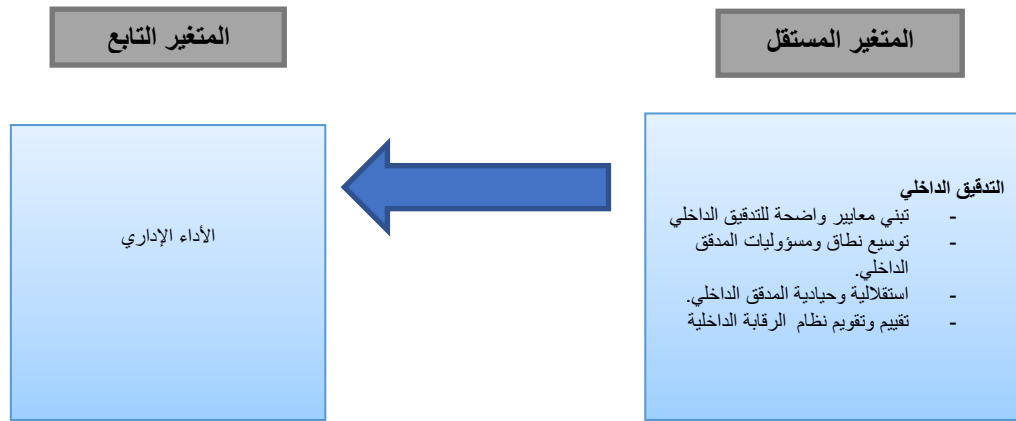 المتغير المستقل
المتغير التابع
التدقيق الداخلي
- تبني معايير واضحة للتدقيق الداخلي
- توسيع نطاق ومسؤوليات المدقق
الداخلي.
- استقلالية وحيادية المدقق الداخلي.
- تقييم وتقويم نظام الرقابة الداخلية
الأداء الإداري